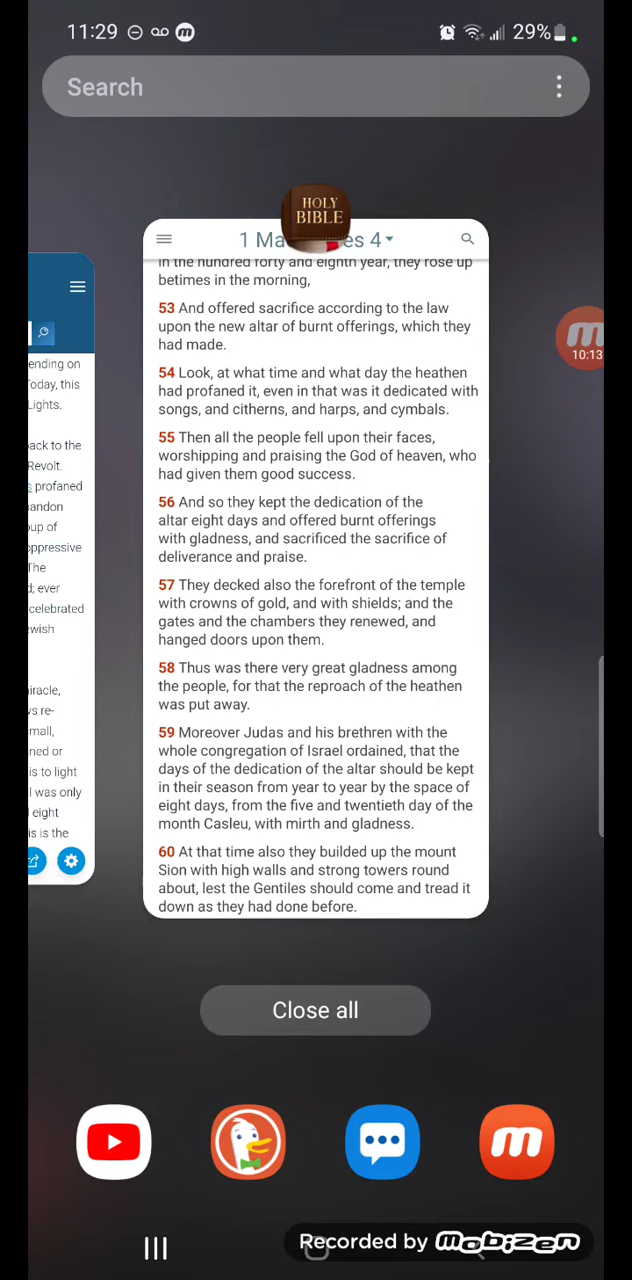 11:29
29%
Search
HOLY
BIBLE
1 Ma es 4
in the hundred forty and eighth year, they rose up
betimes in the morning,
53 And offered sacrifice according to the law
upon the new altar of burnt offerings, which they
had made.
54 Look, at what time and what day the heathen
had profaned it, even in that was it dedicated with
songs, and citherns, and harps, and cymbals.
55 Then all the people fell upon their faces,
worshipping and praising the God of heaven, who
had given them good success.
56 And so they kept the dedication of the
altar eight days and offered burnt offerings
with gladness, and sacrificed the sacrifice of
deliverance and praise.
57 They decked also the forefront of the temple
with crowns of gold, and with shields; and the
gates and the chambers they renewed, and
hanged doors upon them.
58 Thus was there very great gladness among
the people, for that the reproach of the heathen
was put away.
59 Moreover Judas and his brethren with the
whole congregation of Israel ordained, that the
days of the dedication of the altar should be kept
in their season from year to year by the space of
eight days, from the five and twentieth day of the
month Casleu, with mirth and gladness.
60 At that time also they builded up the mount
Sion with high walls and strong towers round
about, lest the Gentiles should come and tread it
down as they had done before.
ending on
oday, this
Lights.
ack to the
Revolt.
s profaned
andon
up of
ppressive
The
d; ever
celebrated
ewish
iracle,
vs re-
mall,
ned or
is to light
l was only
eight
is is the
10:13
Close all
Recorded by mobizen